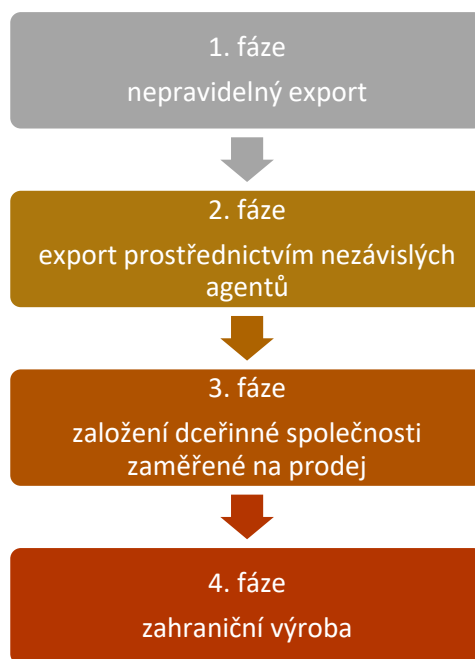 1. fáze
nepravidelný export
2. fáze
export prostřednictvím nezávislých
agentů
3. fáze
založení dceřinné společnosti
zaměřené na prodej
4. fáze
zahraniční výroba